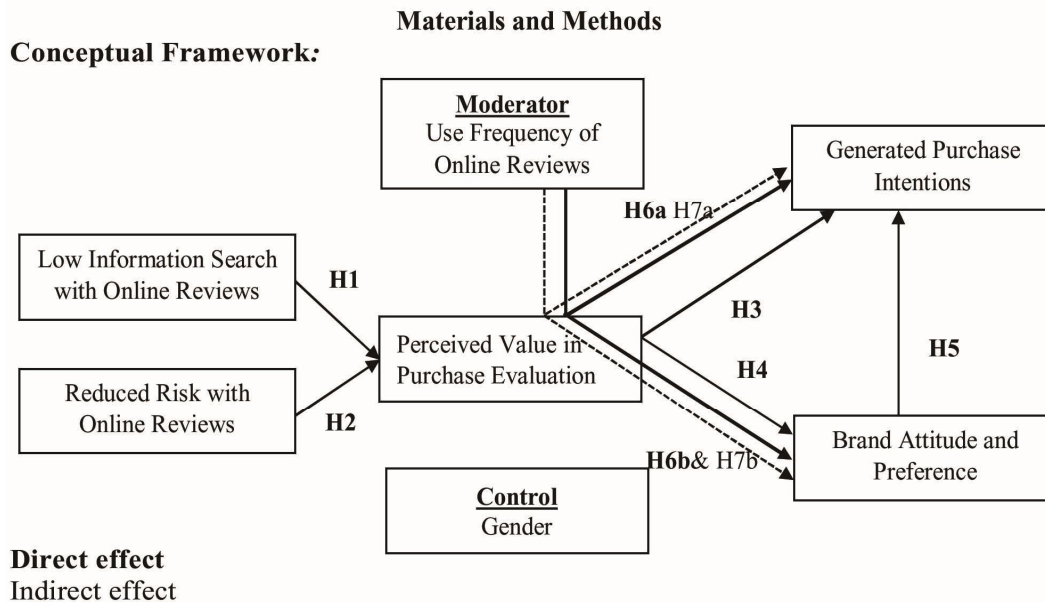 Materials and Methods
Conceptual Framework:
Moderator
Use Frequency of
Online Reviews
Generated Purchase
Intentions
H6a H7a
Low Information Search
with Online Reviews
H1
H3
Perceived Value in
Purchase Evaluation
H4
H5
Reduced Risk with
Online Reviews
H2
Brand Attitude and
Preference
H6b& H7b
Control
Gender
Direct effect
Indirect effect